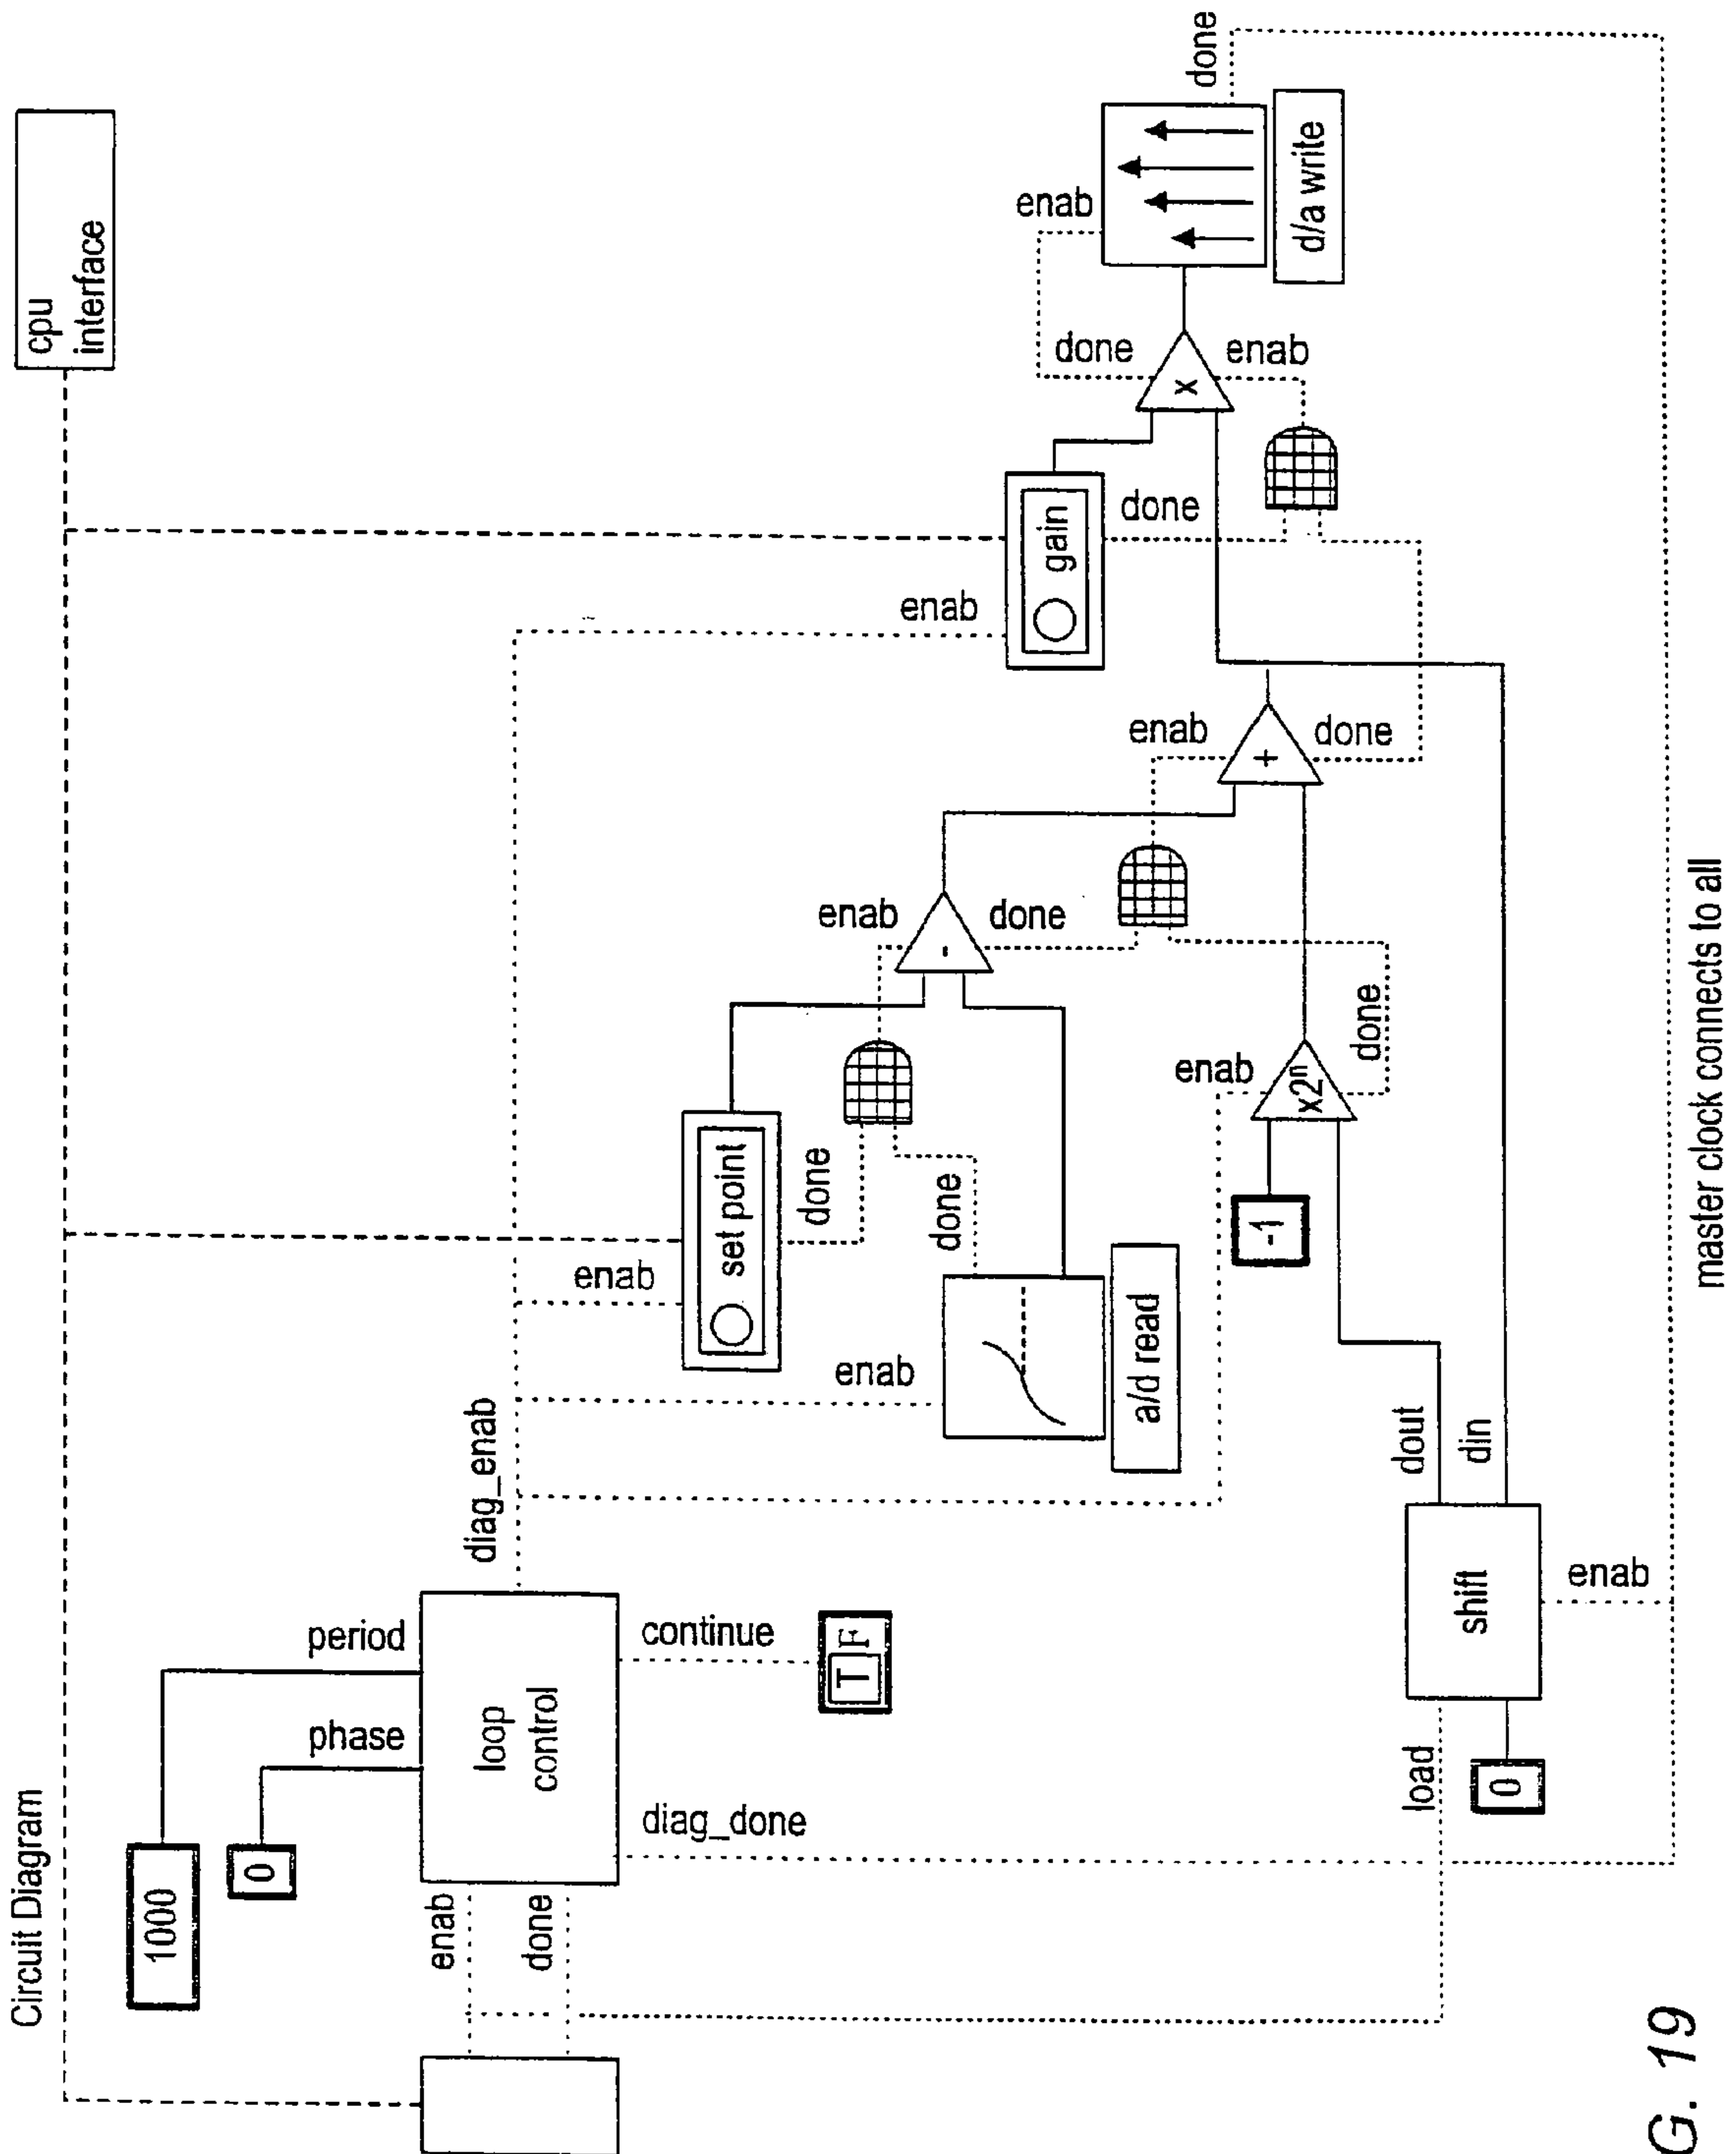 Circuit Diagram
cpu
interface
1000
0
period
phase
loop
control
enab
done
diag_enab
continue
T F
diag_done
enab
set point
done
enab
a/d read
done
enab
-
done
enab
gain
done
enab
+
done
enab
x2ⁿ
done
-1
done
x
enab
enab
d/a write
done
load
0
shift
dout
din
enab
master clock connects to all
G. 19